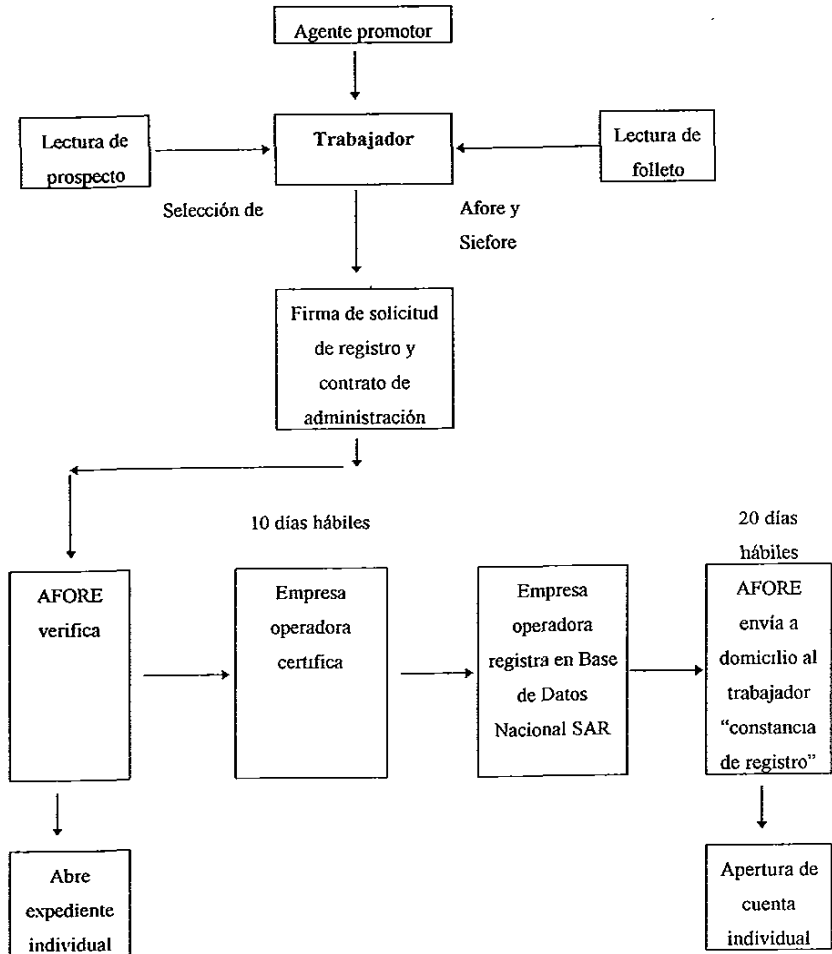 Agente promotor
Lectura de
prospecto
Trabajador
Lectura de
folleto
Selección de
Afore y
Siefore
Firma de solicitud
de registro y
contrato de
administración
10 días hábiles
20 días
hábiles
AFORE
verifica
Empresa
operadora
certifica
Empresa
operadora
registra en Base
de Datos
Nacional SAR
AFORE
envía a
domicilio al
trabajador
“constancia
de registro”
Abre
expediente
individual
Apertura de
cuenta
individual